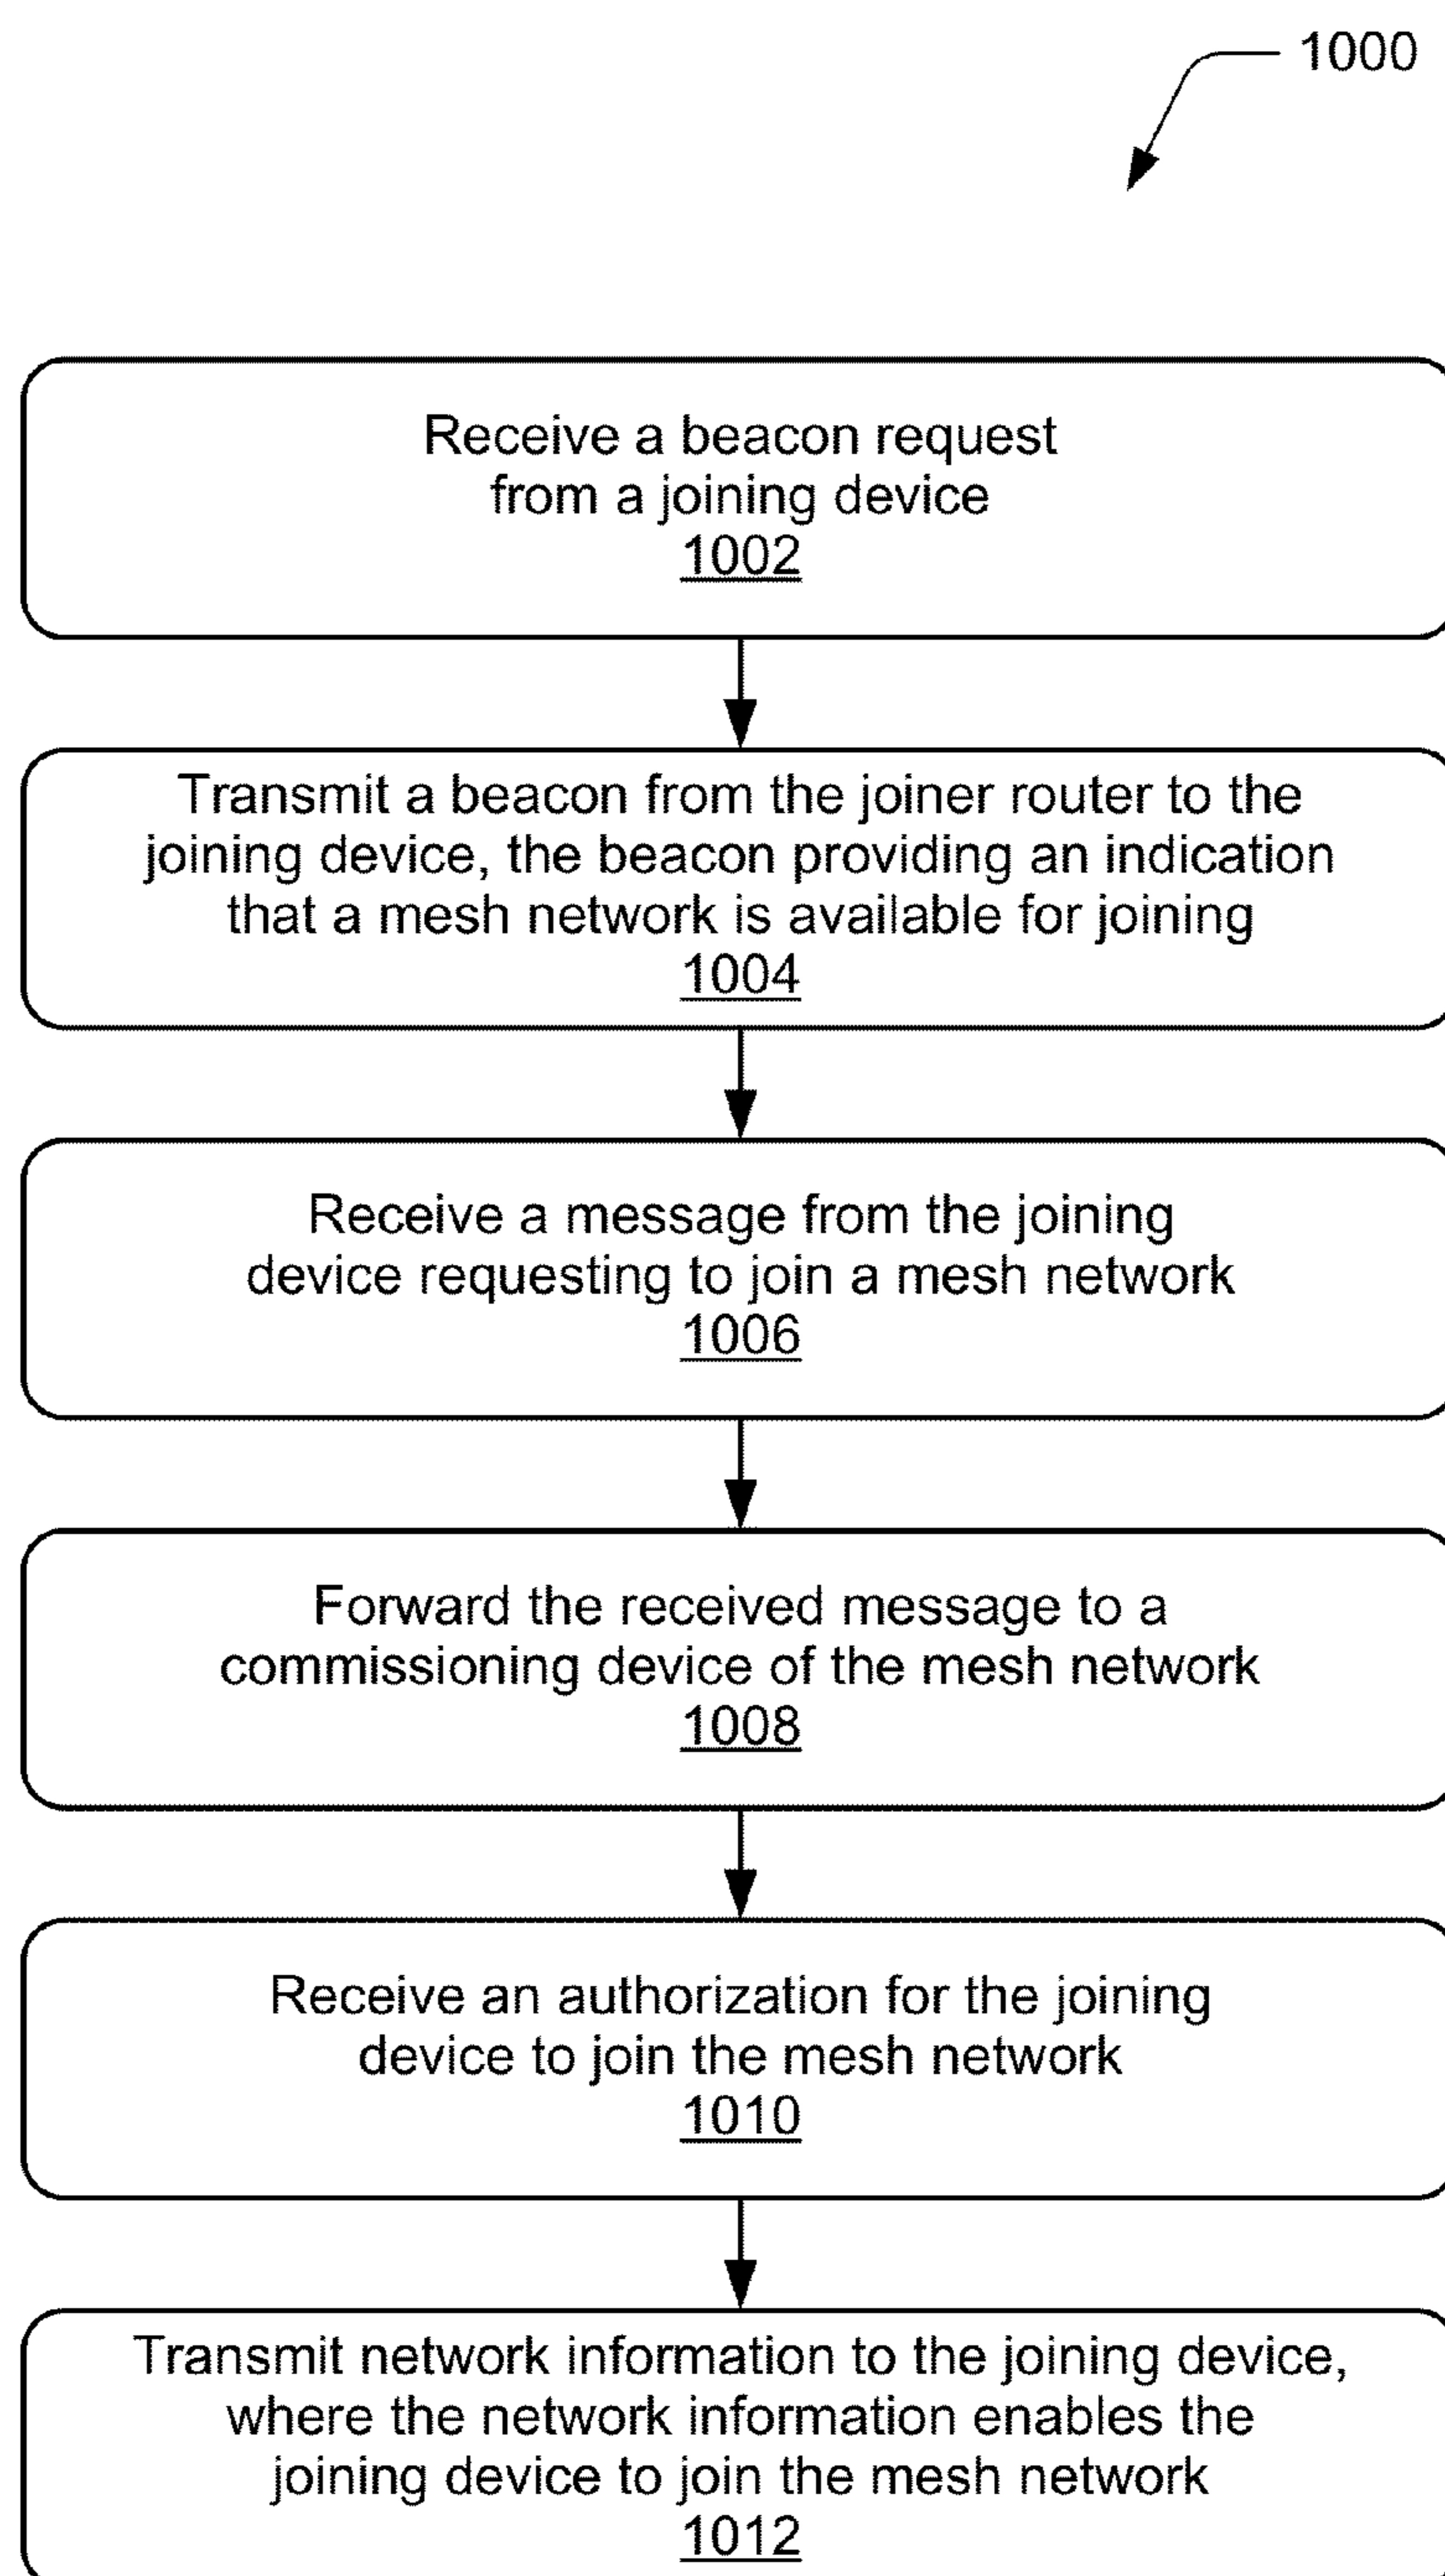 1000
Receive a beacon request
from a joining device
1002
Transmit a beacon from the joiner router to the
joining device, the beacon providing an indication
that a mesh network is available for joining
1004
Receive a message from the joining
device requesting to join a mesh network
1006
Forward the received message to a
commissioning device of the mesh network
1008
Receive an authorization for the joining
device to join the mesh network
1010
Transmit network information to the joining device,
where the network information enables the
joining device to join the mesh network
1012